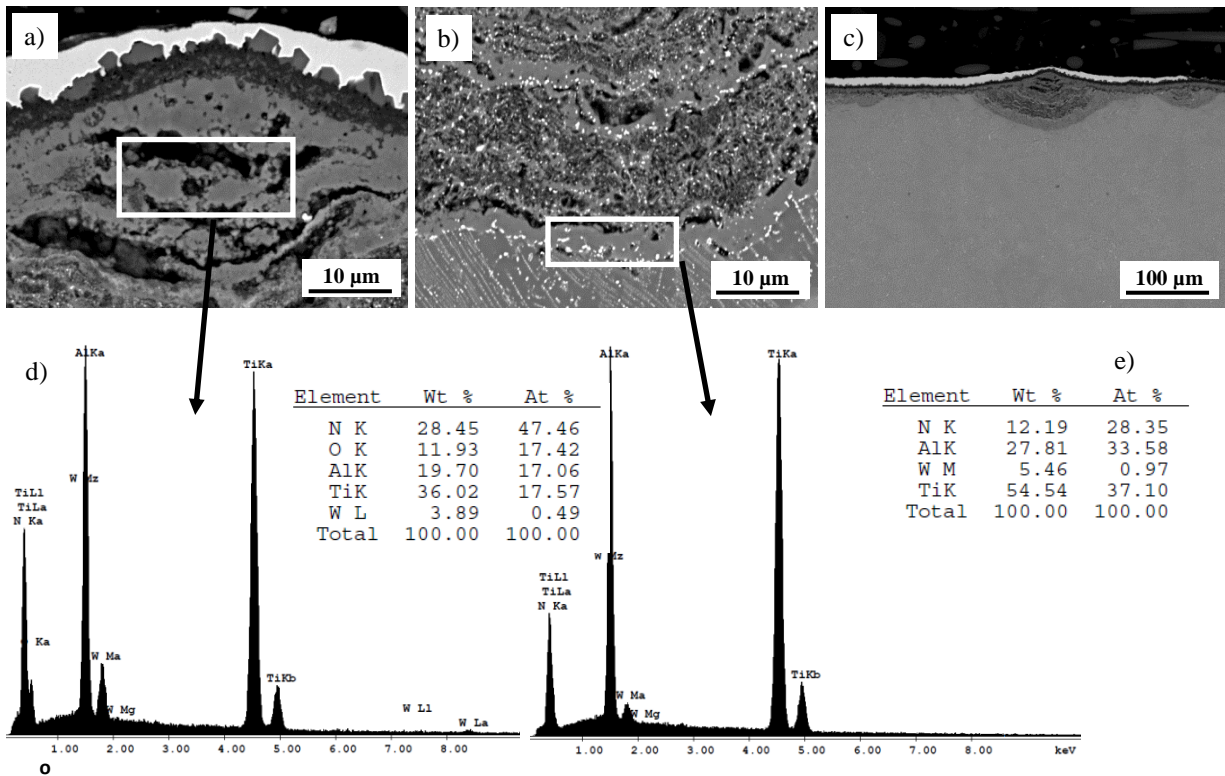 a)
10 µm
b)
10 µm
c)
100 µm
d)
AlKa
W Mz
TiLl
TiLa
N Ka
Ka
W Ma
W Mg
TiKa
TiKb
W Ll
W La
1.00 2.00 3.00 4.00 5.00 6.00 7.00 8.00
O
Element Wt % At %
N K 28.45 47.46
O K 11.93 17.42
AlK 19.70 17.06
TiK 36.02 17.57
W L 3.89 0.49
Total 100.00 100.00
e)
AlKa
W Mz
TiLl
TiLa
N Ka
W Ma
W Mg
TiKa
TiKb
1.00 2.00 3.00 4.00 5.00 6.00 7.00 8.00 keV
Element Wt % At %
N K 12.19 28.35
AlK 27.81 33.58
W M 5.46 0.97
TiK 54.54 37.10
Total 100.00 100.00